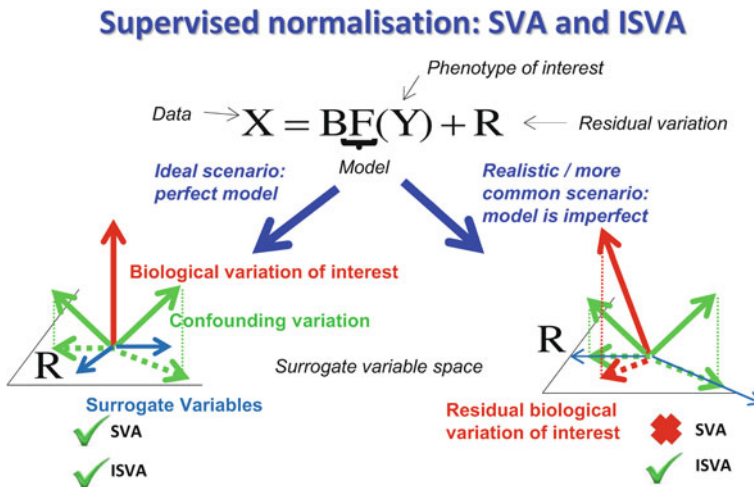 Supervised normalisation: SVA and ISVA
Phenotype of interest
Data
X = BF(Y) + R
Residual variation
Model
Ideal scenario:
perfect model
Realistic / more
common scenario:
model is imperfect
Biological variation of interest
Confounding variation
R
Surrogate variable space
R
Surrogate Variables
SVA
ISVA
Residual biological
variation of interest
SVA
ISVA